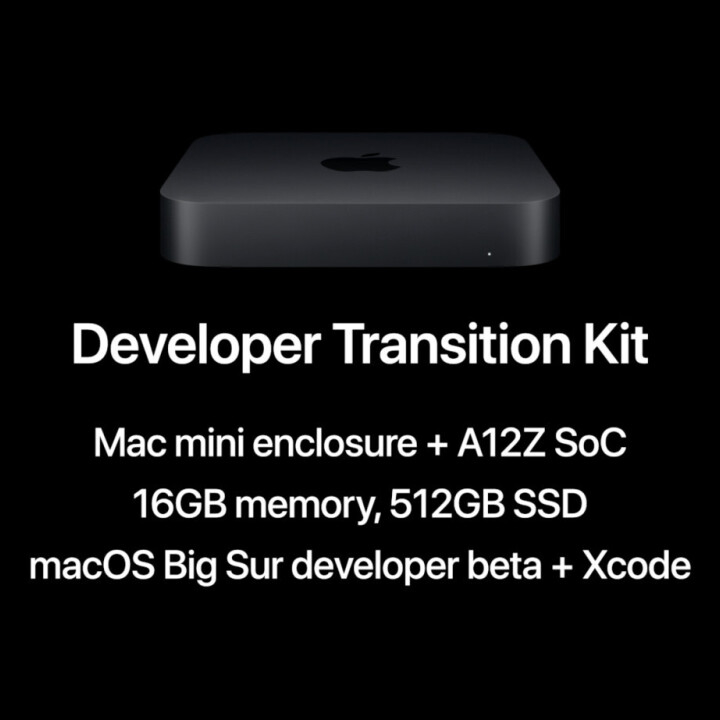 Developer Transition Kit
Mac mini enclosure + A12Z SoC
16GB memory, 512GB SSD
macOS Big Sur developer beta + Xcode